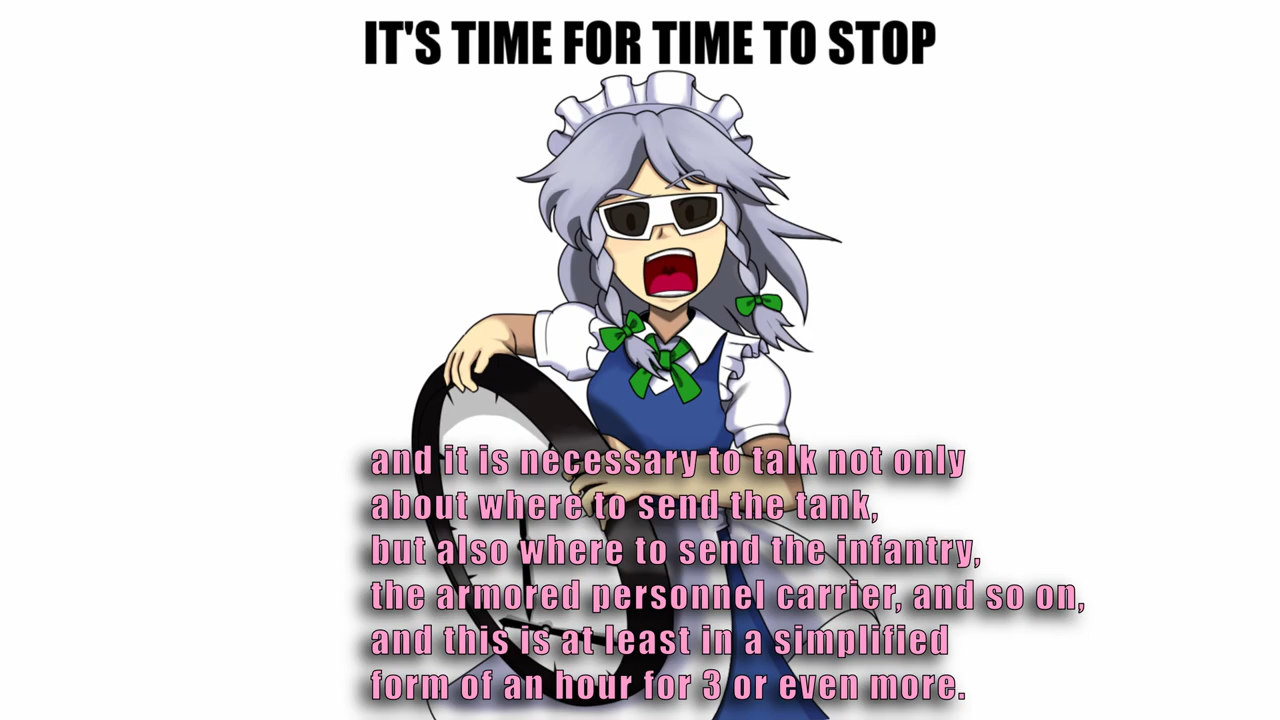 IT'S TIME FOR TIME TO STOP
and it is necessary to talk not only
about where to send the tank,
but also where to send the infantry,
the armored personnel carrier, and so on,
and this is at least in a simplified
form of an hour for 3 or even more.